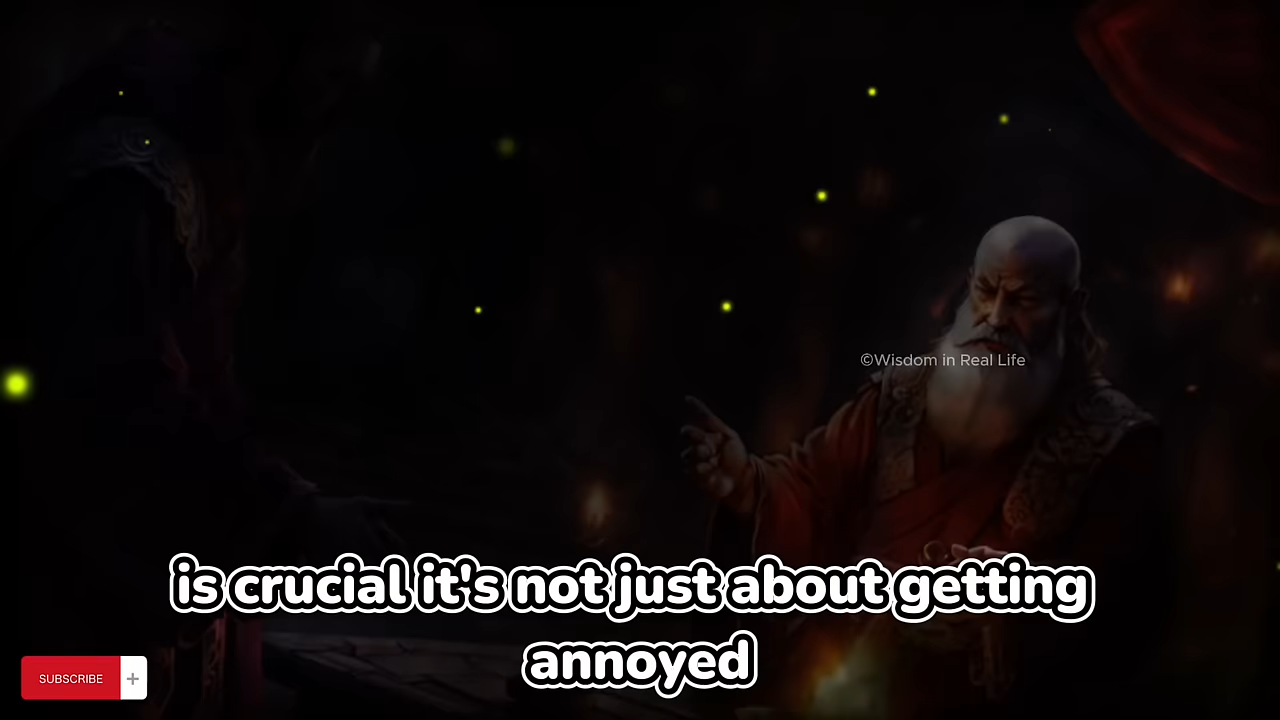 ©Wisdom in Real Life
is crucial it's not just about getting
annoyed
SUBSCRIBE +